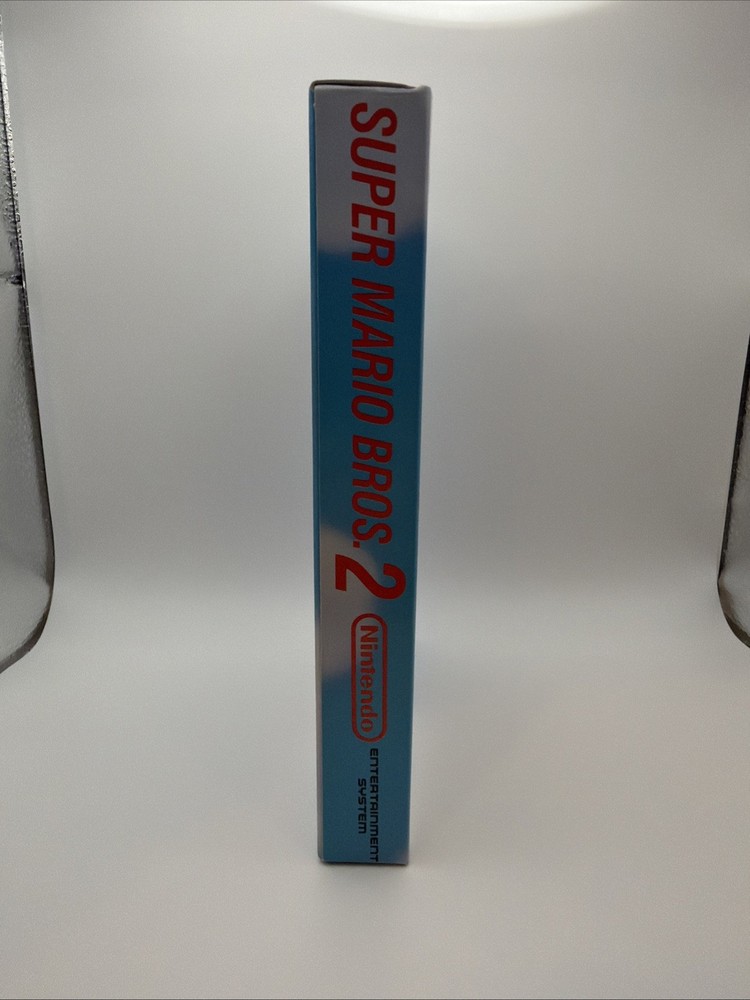 SUPER MARIO BROS. 2
Nintendo
ENTERTAINMENT
SYSTEM